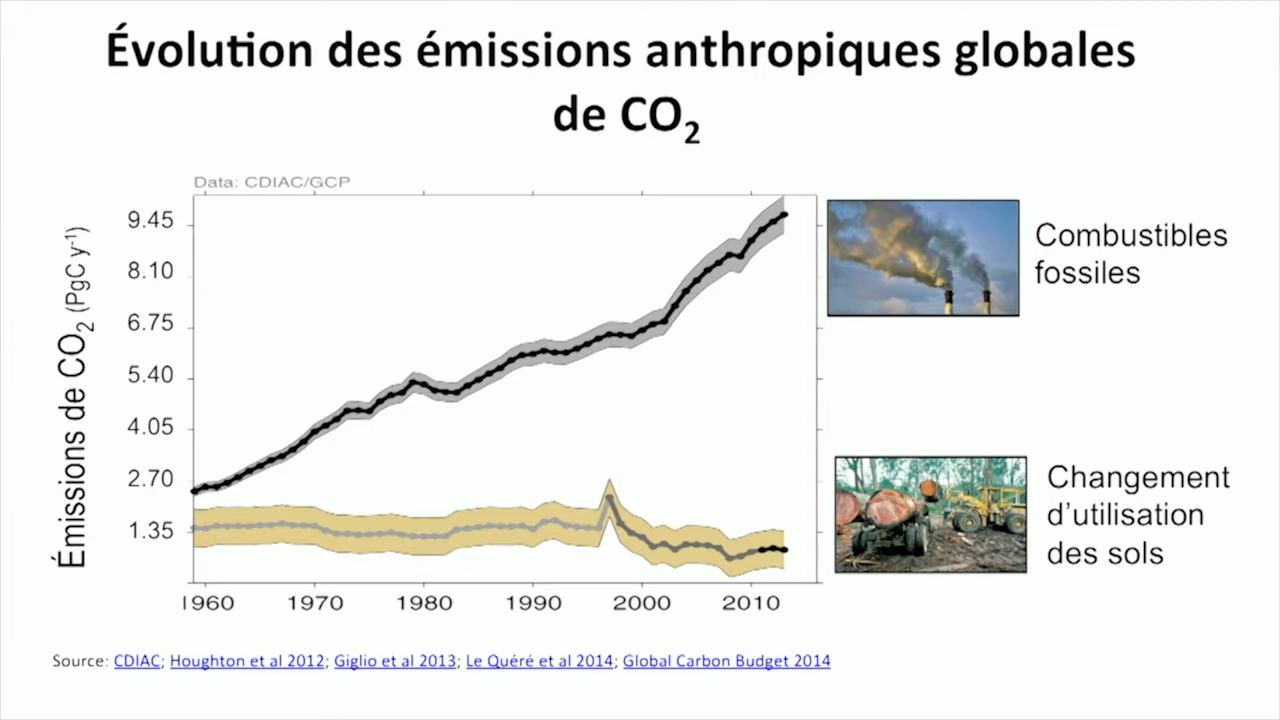 Évolution des émissions anthropiques globales
de CO₂
Data: CDIAC/GCP
Émissions de CO₂ (PgC y⁻¹)
9.45
8.10
6.75
5.40
4.05
2.70
1.35
1960 1970 1980 1990 2000 2010
Combustibles
fossiles
Changement
d’utilisation
des sols
Source: CDIAC; Houghton et al 2012; Giglio et al 2013; Le Quéré et al 2014; Global Carbon Budget 2014